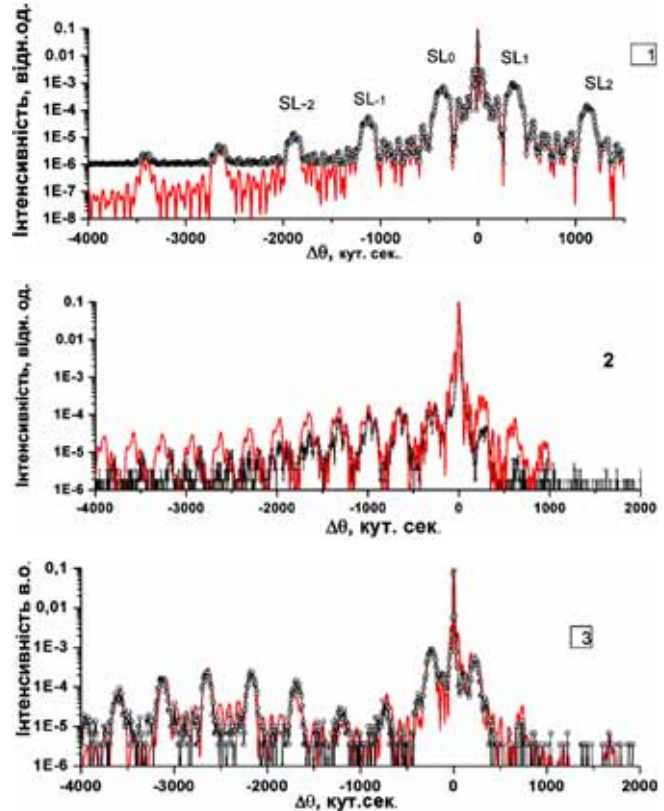 Інтенсивність, відн.од.
0.1
0.01
1E-3
1E-4
1E-5
1E-6
1E-7
1E-8
SL-2
SL-1
SL0
SL1
SL2
1
-4000 -3000 -2000 -1000 0 1000
Δθ, кут. сек.
Інтенсивність, відн. од.
0.1
0.01
1E-3
1E-4
1E-5
1E-6
2
-4000 -3000 -2000 -1000 0 1000 2000
Δθ, кут. сек.
Інтенсивність в.о.
0,1
0,01
1E-3
1E-4
1E-5
1E-6
3
-4000 -3000 -2000 -1000 0 1000 2000
Δθ, кут.сек.